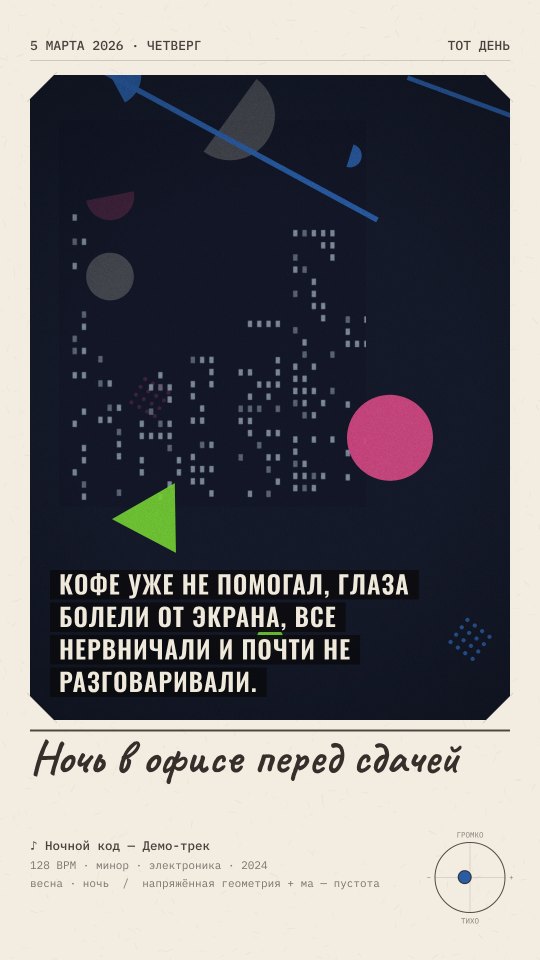 5 МАРТА 2026 · ЧЕТВЕРГ
ТОТ ДЕНЬ
КОФЕ УЖЕ НЕ ПОМОГАЛ, ГЛАЗА
БОЛЕЛИ ОТ ЭКРАНА, ВСЕ
НЕРВНИЧАЛИ И ПОЧТИ НЕ
РАЗГОВАРИВАЛИ.
Ночь в офисе перед сдачей
♪ Ночной код — Демо-трек
128 BPM · минор · электроника · 2024
весна · ночь / напряжённая геометрия + ма — пустота
ГРОМКО
− +
ТИХО